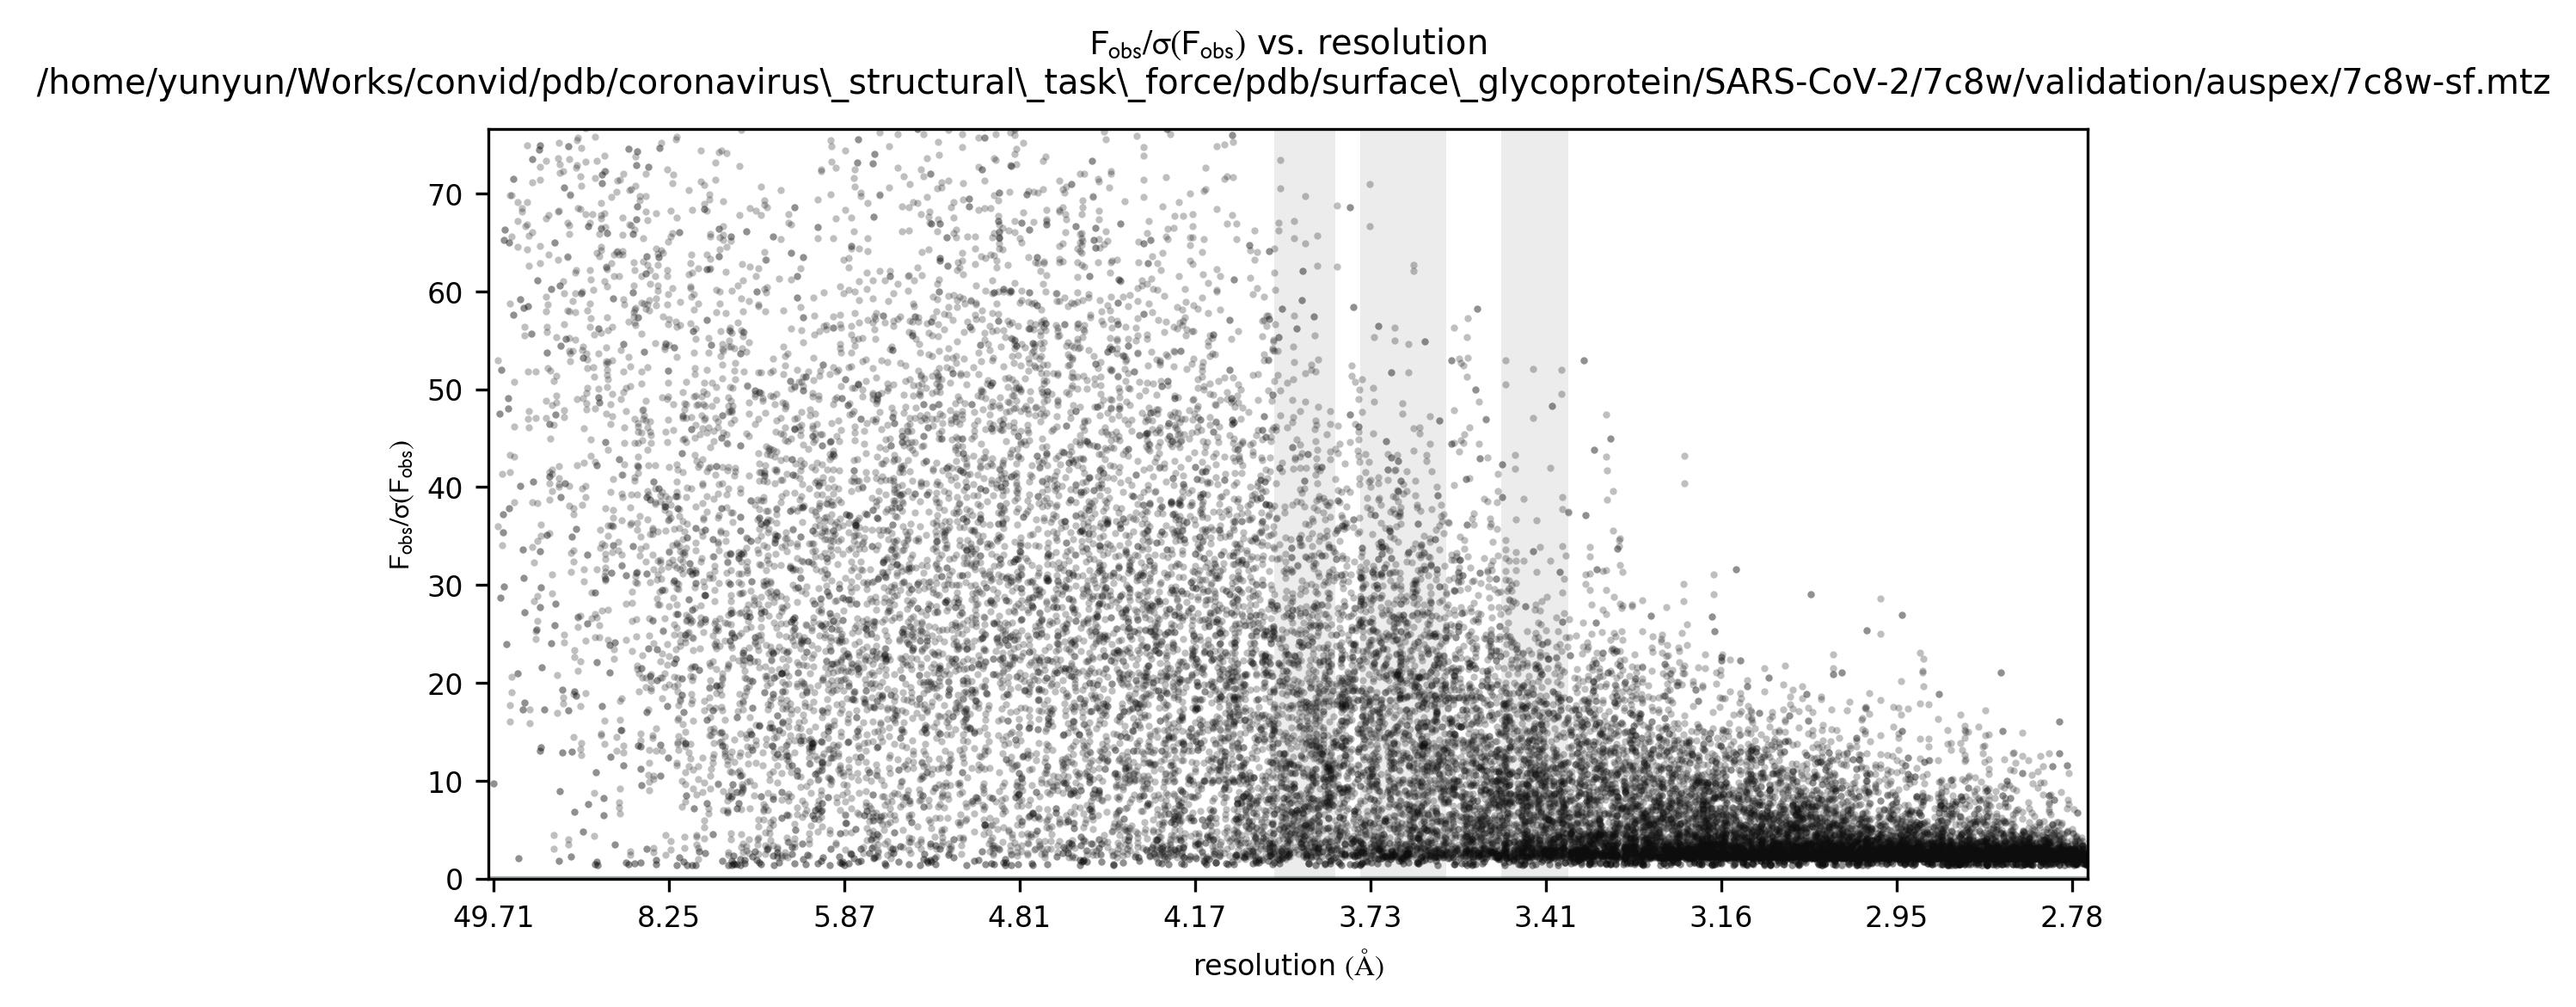 Fobs/σ(Fobs) vs. resolution
/home/yunyun/Works/convid/pdb/coronavirus\_structural\_task\_force/pdb/surface\_glycoprotein/SARS-CoV-2/7c8w/validation/auspex/7c8w-sf.mtz
Fobs/σ(Fobs)
70
60
50
40
30
20
10
0
49.71 8.25 5.87 4.81 4.17 3.73 3.41 3.16 2.95 2.78
resolution (Å)